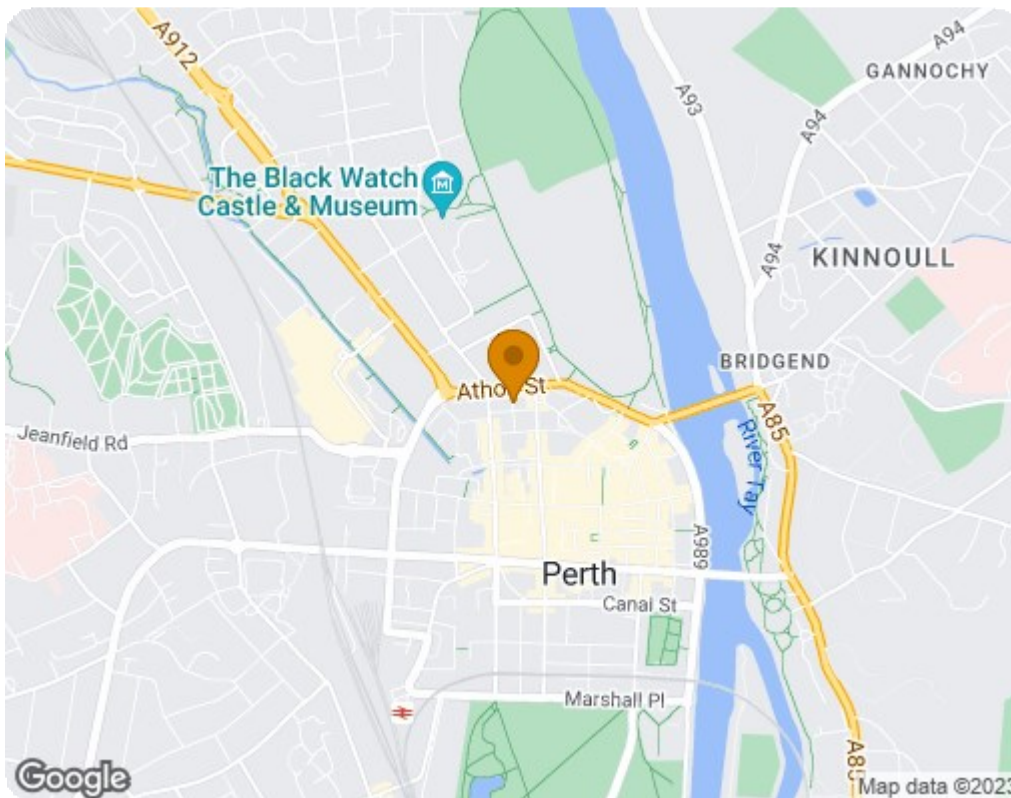 A912
A94
GANNOCHY
A93
A94
The Black Watch
Castle & Museum
A94
KINNOULL
BRIDGEND
Athol St
A85
Jeanfield Rd
River Tay
A989
Perth
Canal St
Marshall Pl
A85
Google
Map data ©2023